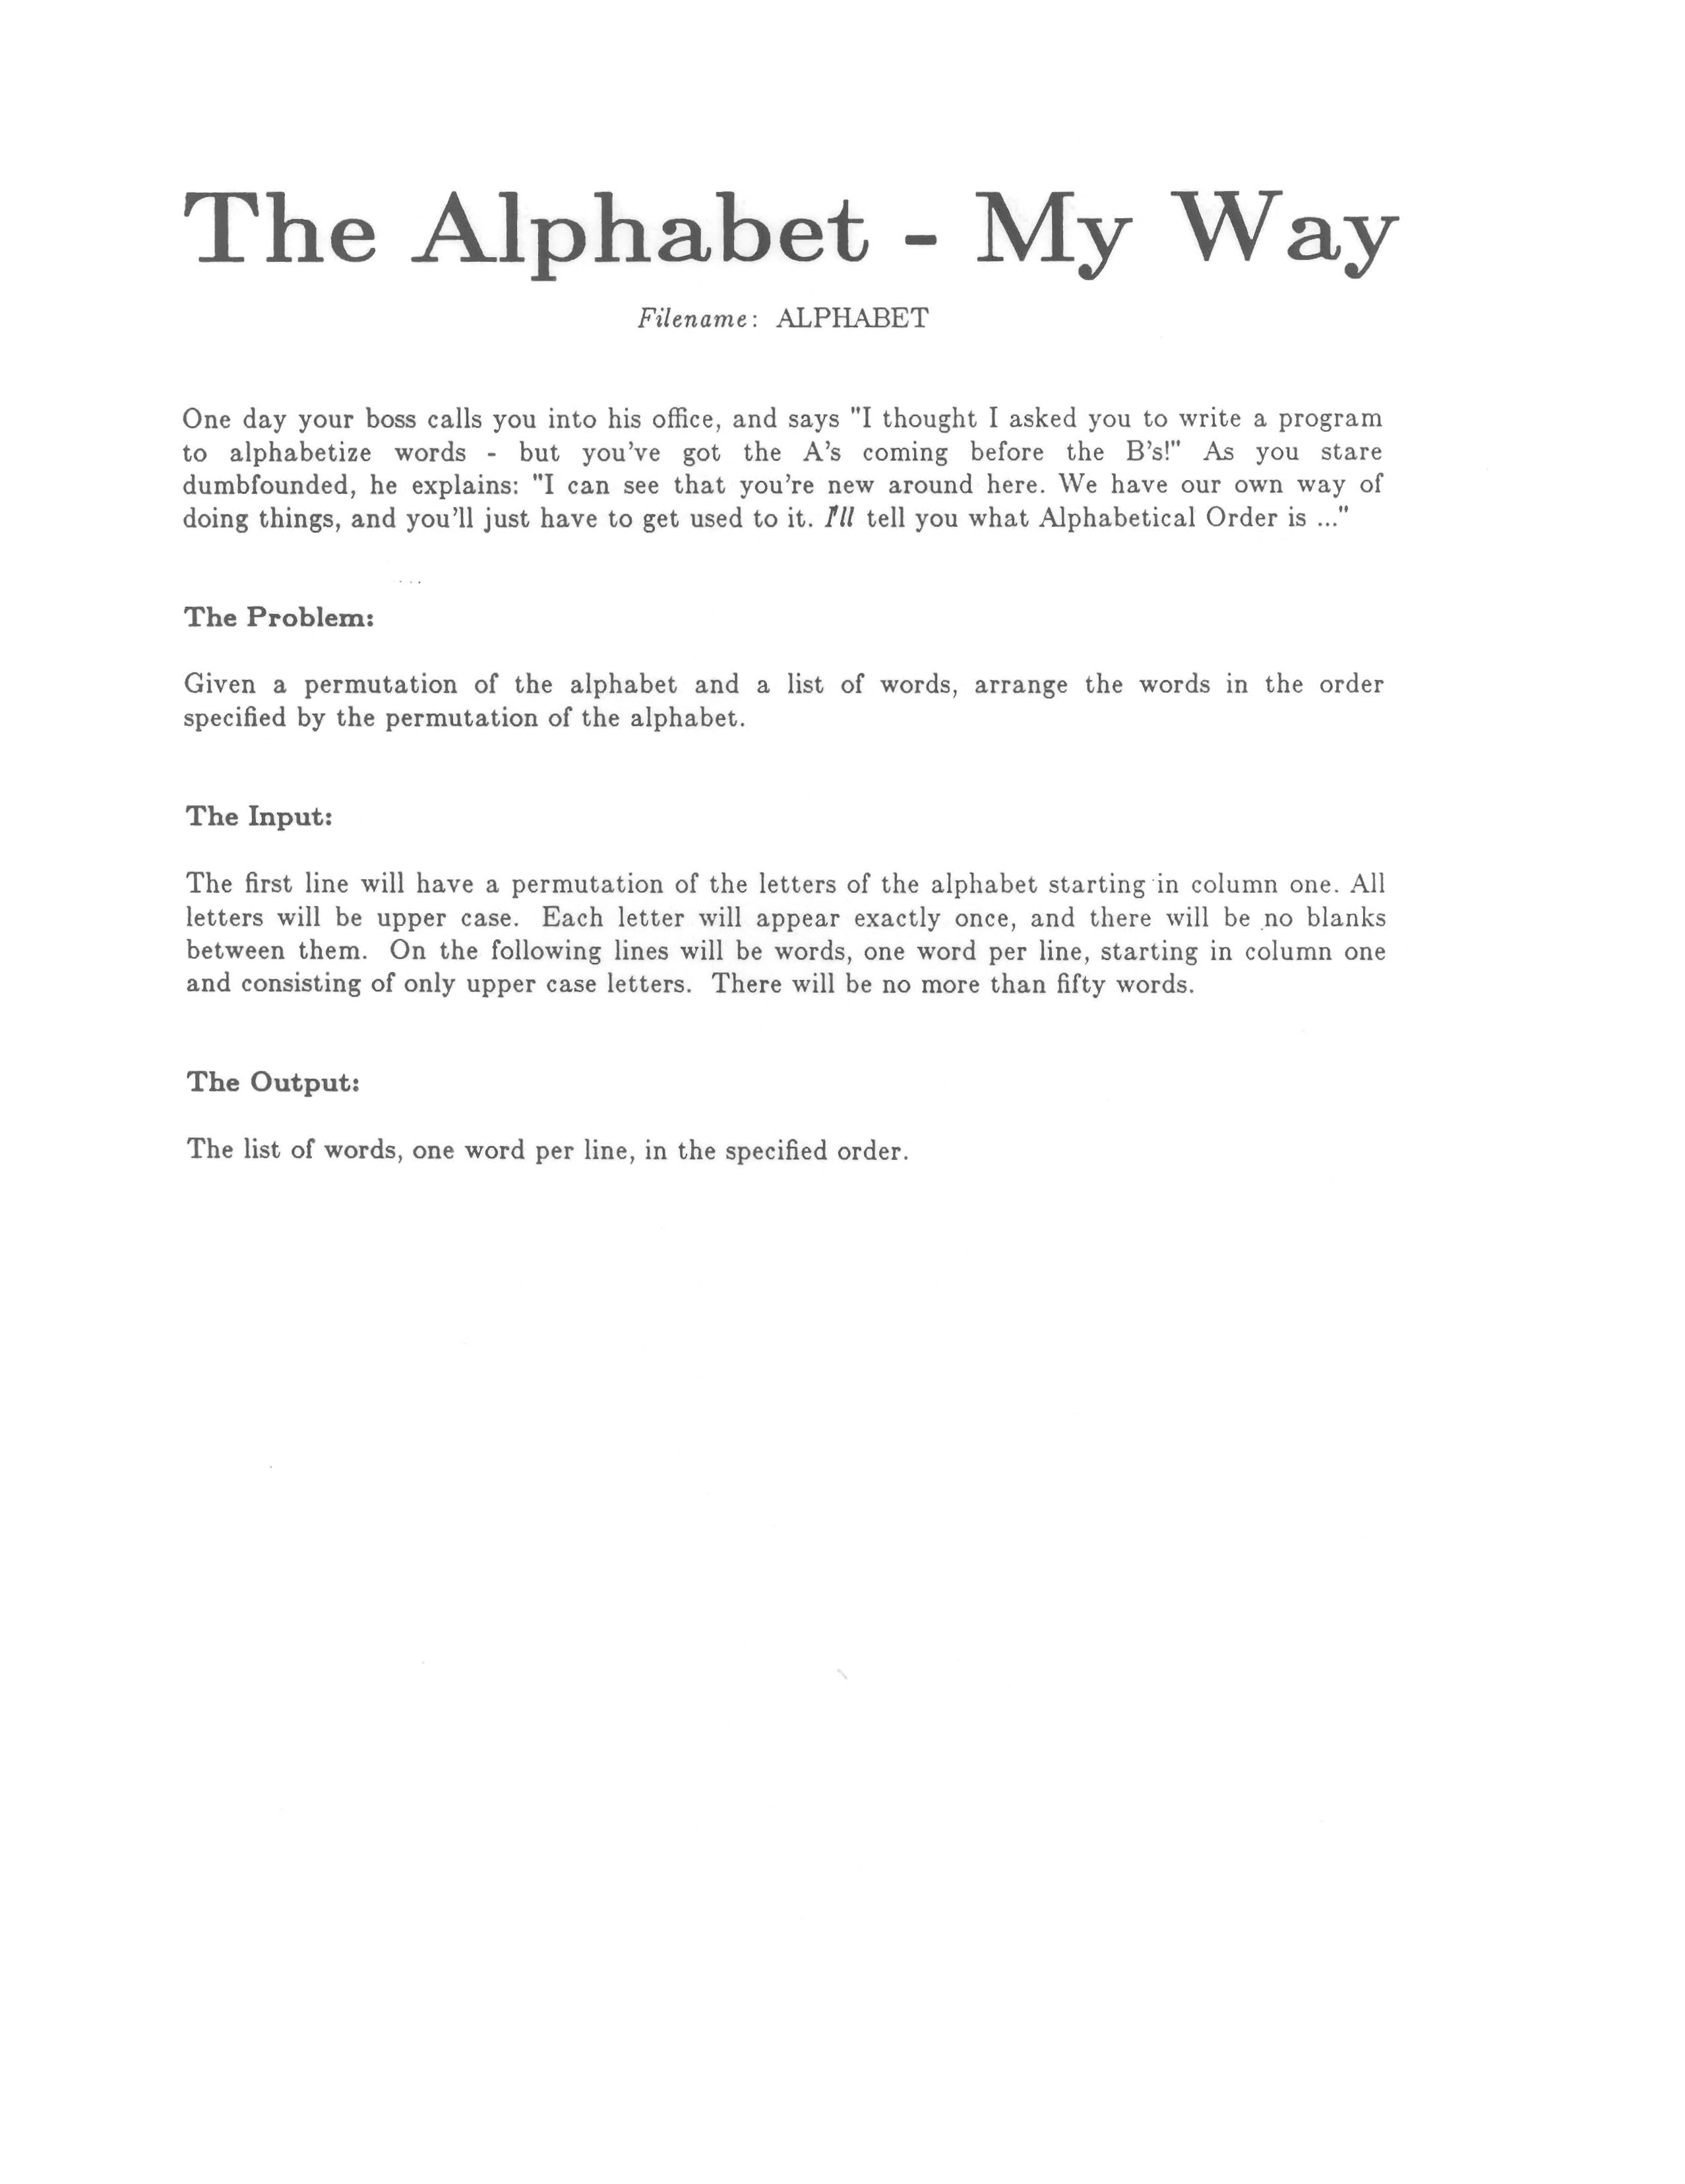 The Alphabet - My Way
Filename: ALPHABET
One day your boss calls you into his office, and says "I thought I asked you to write a program
to alphabetize words - but you've got the A's coming before the B's!" As you stare
dumbfounded, he explains: "I can see that you're new around here. We have our own way of
doing things, and you'll just have to get used to it. I'll tell you what Alphabetical Order is ..."
The Problem:
Given a permutation of the alphabet and a list of words, arrange the words in the order
specified by the permutation of the alphabet.
The Input:
The first line will have a permutation of the letters of the alphabet starting in column one. All
letters will be upper case. Each letter will appear exactly once, and there will be no blanks
between them. On the following lines will be words, one word per line, starting in column one
and consisting of only upper case letters. There will be no more than fifty words.
The Output:
The list of words, one word per line, in the specified order.